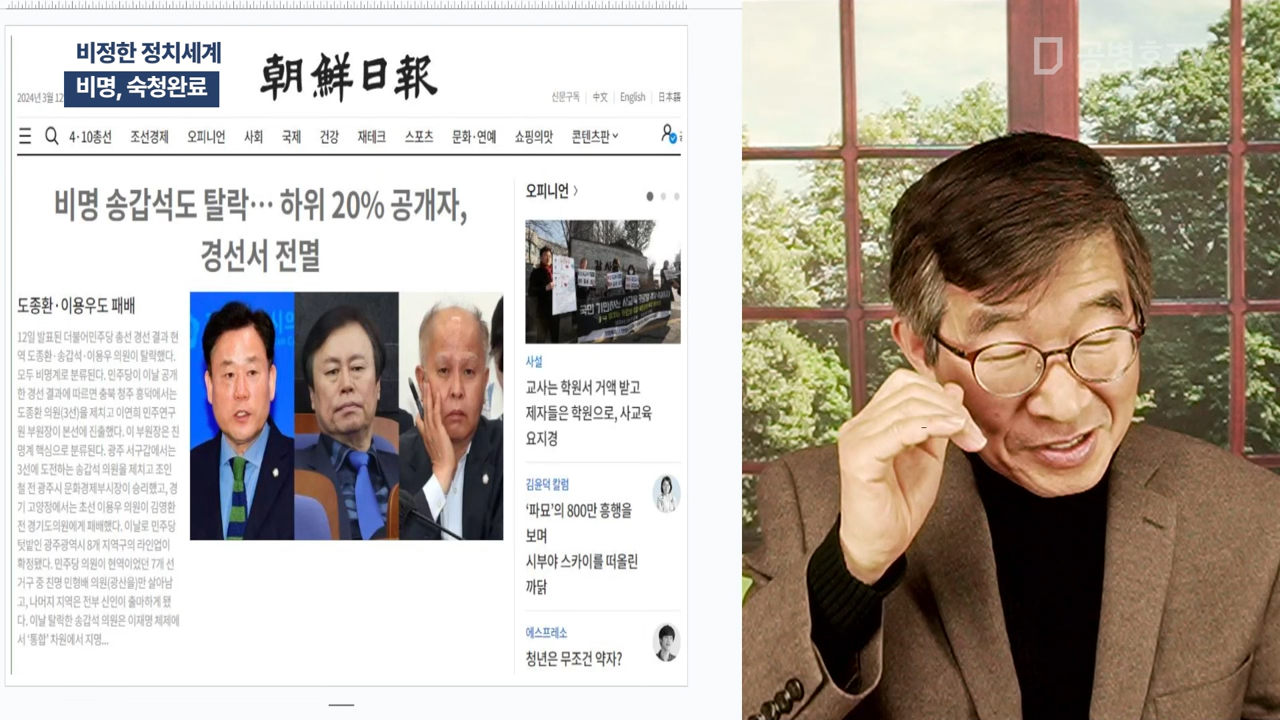 비정한 정치세계
비명, 숙청완료
朝鮮日報
2024년 3월 12
신문구독 | 中文 | English | 日本語
4·10총선 조선경제 오피니언 사회 국제 건강 재테크 스포츠 문화·연예 쇼핑의맛 콘텐츠판
비명 송갑석도 탈락… 하위 20% 공개자,
경선서 전멸
도종환·이용우도 패배
12일 발표된 더불어민주당 총선 경선 결과 현
역 도종환·송갑석·이용우 의원이 탈락했다.
모두 비명계로 분류된다. 민주당이 이날 공개
한 경선 결과에 따르면 충북 청주 흥덕에서는
도종환 의원(3선)을 제치고 이연희 민주연구
원 부원장이 본선에 진출했다. 이 부원장은 친
명계 핵심으로 분류된다. 광주 서구갑에서는
3선에 도전하는 송갑석 의원을 제치고 조인
철 전 광주시 문화경제부시장이 승리했고, 경
기 고양정에서는 초선 이용우 의원이 김영환
전 경기도의원에게 패배했다. 이날로 민주당
텃밭인 광주광역시 8개 지역구의 라인업이
확정됐다. 민주당 의원이 현역이었던 7개 선
거구 중 친명 민형배 의원(광산을)만 살아남
고, 나머지 지역은 전부 신인이 출마하게 됐
다. 이날 탈락한 송갑석 의원은 이재명 체제에
서 '통합' 차원에서 지명...
오피니언 〉
사설
교사는 학원서 거액 받고
제자들은 학원으로, 사교육
요지경
김윤덕 칼럼
‘파묘’의 800만 흥행을
보며
시부야 스카이를 떠올린
까닭
에스프레소
청년은 무조건 약자?
공병호